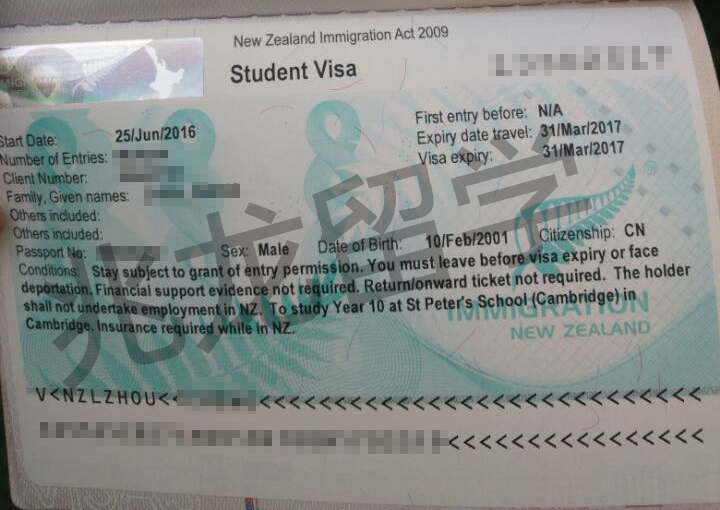 New Zealand Immigration Act 2009
Student Visa
Start Date: 25/Jun/2016
First entry before: N/A
Number of Entries:
Expiry date travel: 31/Mar/2017
Client Number:
Visa expiry: 31/Mar/2017
Family, Given names:
Others included:
Others included:
Passport No: Sex: Male Date of Birth: 10/Feb/2001 Citizenship: CN
Conditions: Stay subject to grant of entry permission. You must leave before visa expiry or face
deportation. Financial support evidence not required. Return/onward ticket not required. The holder
shall not undertake employment in NZ. To study Year 10 at St Peter's School (Cambridge) in
Cambridge. Insurance required while in NZ.
IMMIGRATION
NEW ZEALAND
兆龙留学
V<NZLZHOU<<